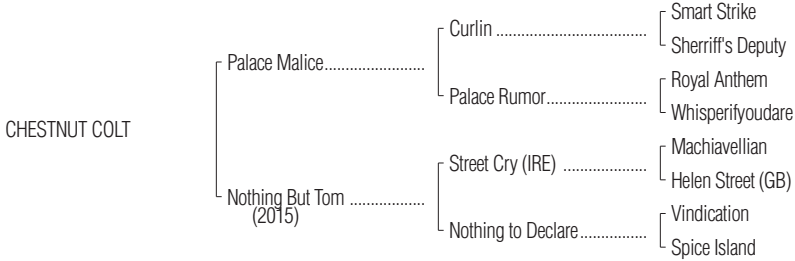 Smart Strike
Curlin ..................................
Sherriff's Deputy
Palace Malice.......................
Royal Anthem
Palace Rumor.......................
Whisperifyoudare
CHESTNUT COLT
Machiavellian
Street Cry (IRE) ...................
Helen Street (GB)
Nothing But Tom .................
(2015)
Vindication
Nothing to Declare...............
Spice Island